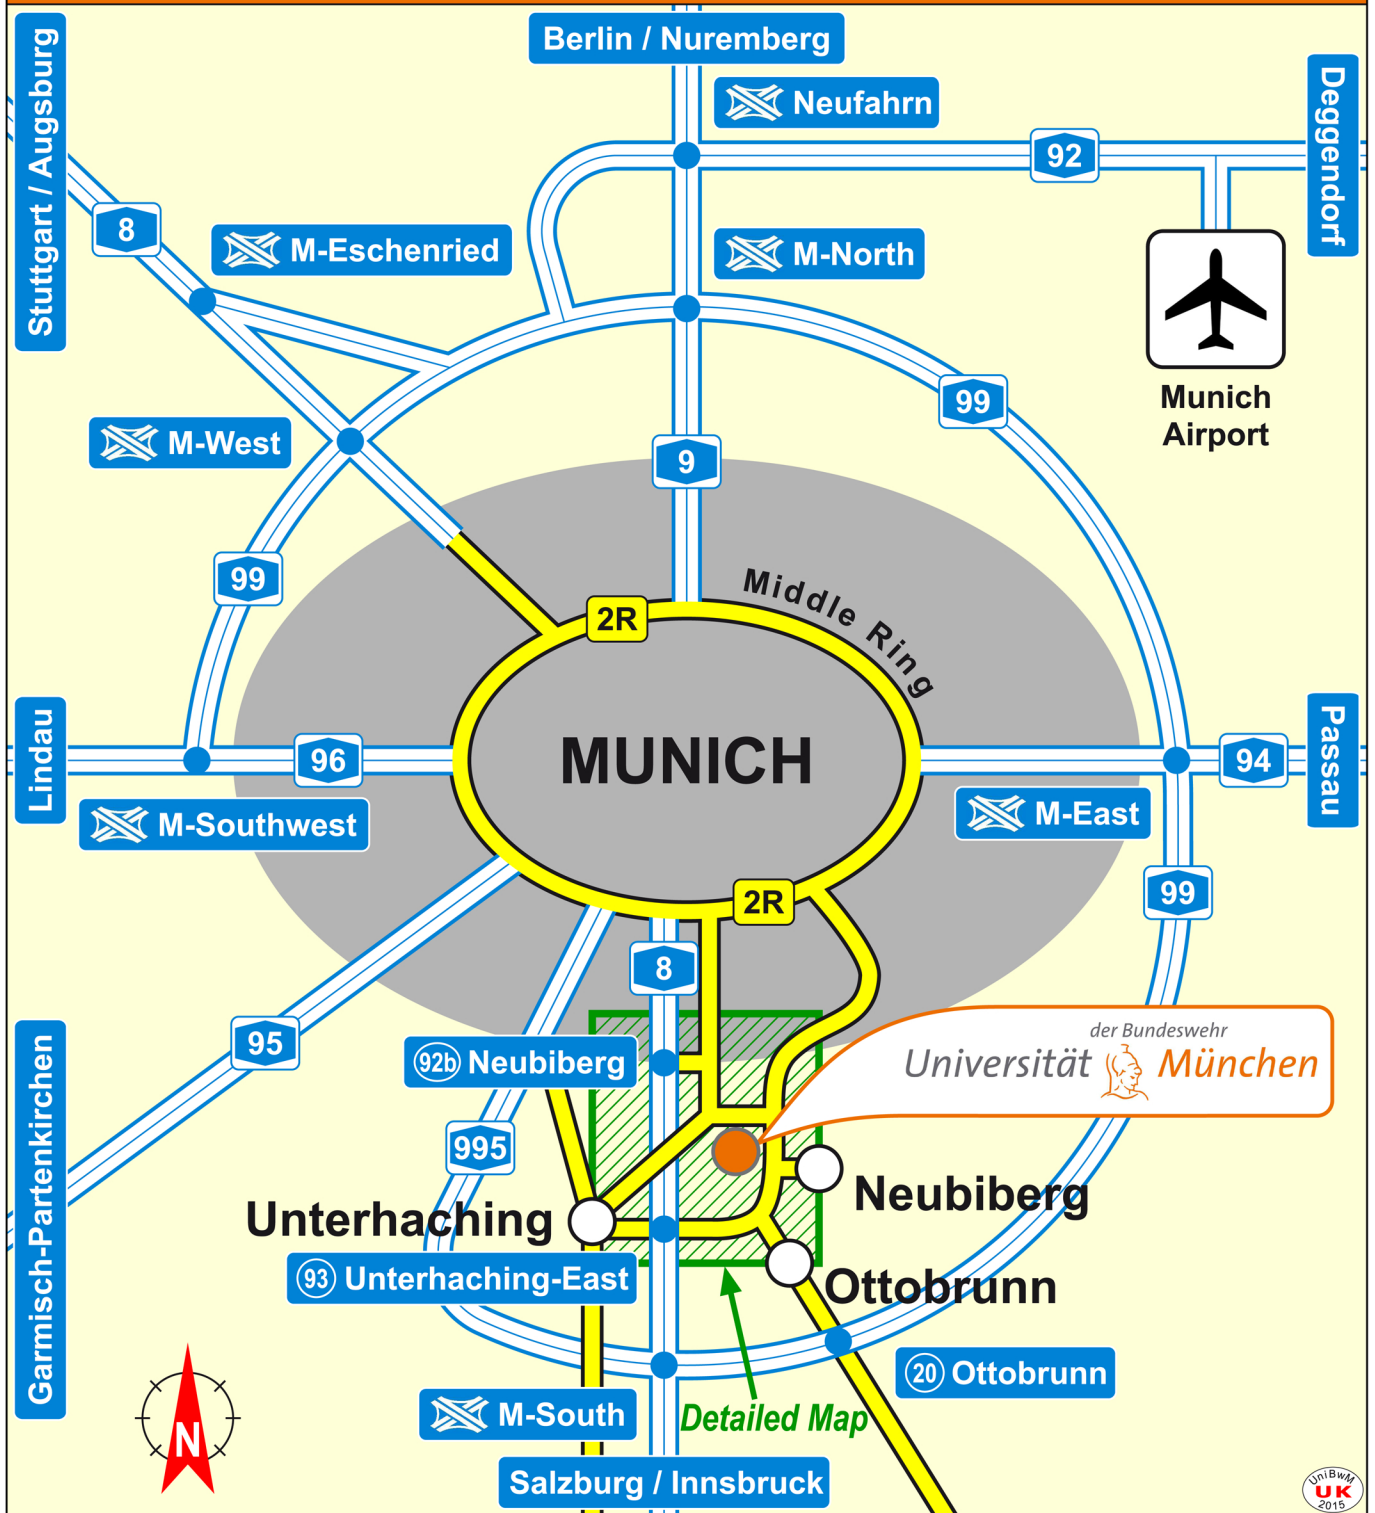 Berlin / Nuremberg
Stuttgart / Augsburg
Deggendorf
Neufahrn
92
8
M-Eschenried
M-North
99
Munich
Airport
M-West
9
99
Middle Ring
2R
Lindau
96
MUNICH
94
Passau
M-Southwest
M-East
2R
99
8
95
92b Neubiberg
der Bundeswehr
Universität München
995
Garmisch-Partenkirchen
Neubiberg
Unterhaching
93 Unterhaching-East
Ottobrunn
20 Ottobrunn
M-South
Detailed Map
N
Salzburg / Innsbruck
UniBwM
UK
2015